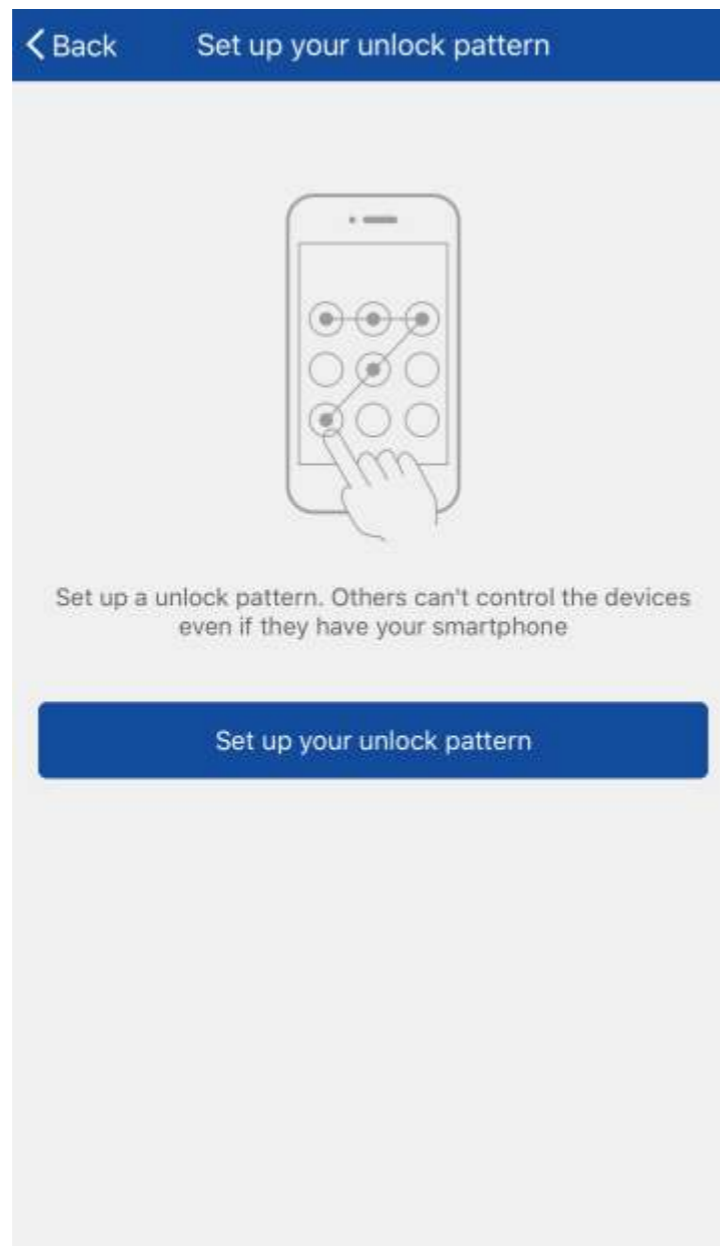 Back
Set up your unlock pattern
Set up a unlock pattern. Others can't control the devices
even if they have your smartphone
Set up your unlock pattern